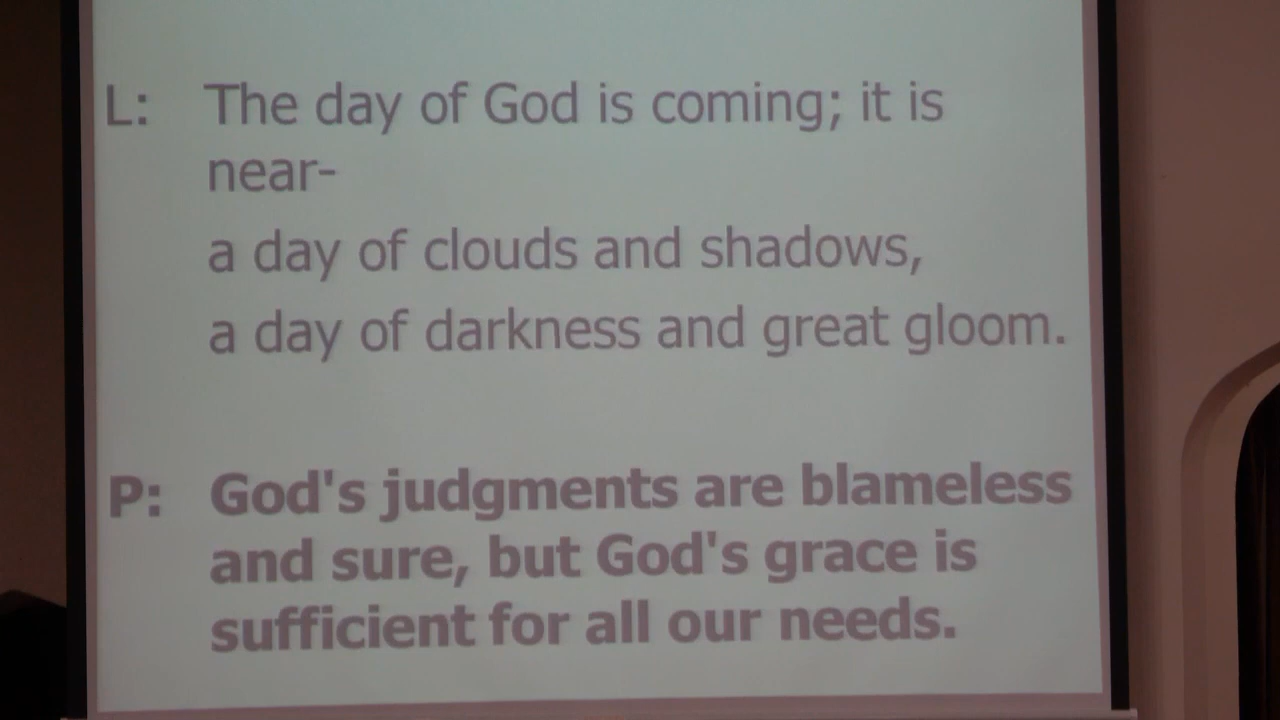 L: The day of God is coming; it is
near-
a day of clouds and shadows,
a day of darkness and great gloom.
P: God's judgments are blameless
and sure, but God's grace is
sufficient for all our needs.